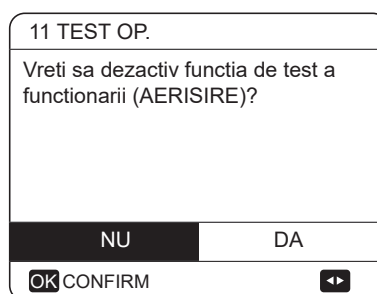 11 TEST OP.
Vreti sa dezactiv functia de test a
functionarii (AERISIRE)?
NU DA
OK CONFIRM